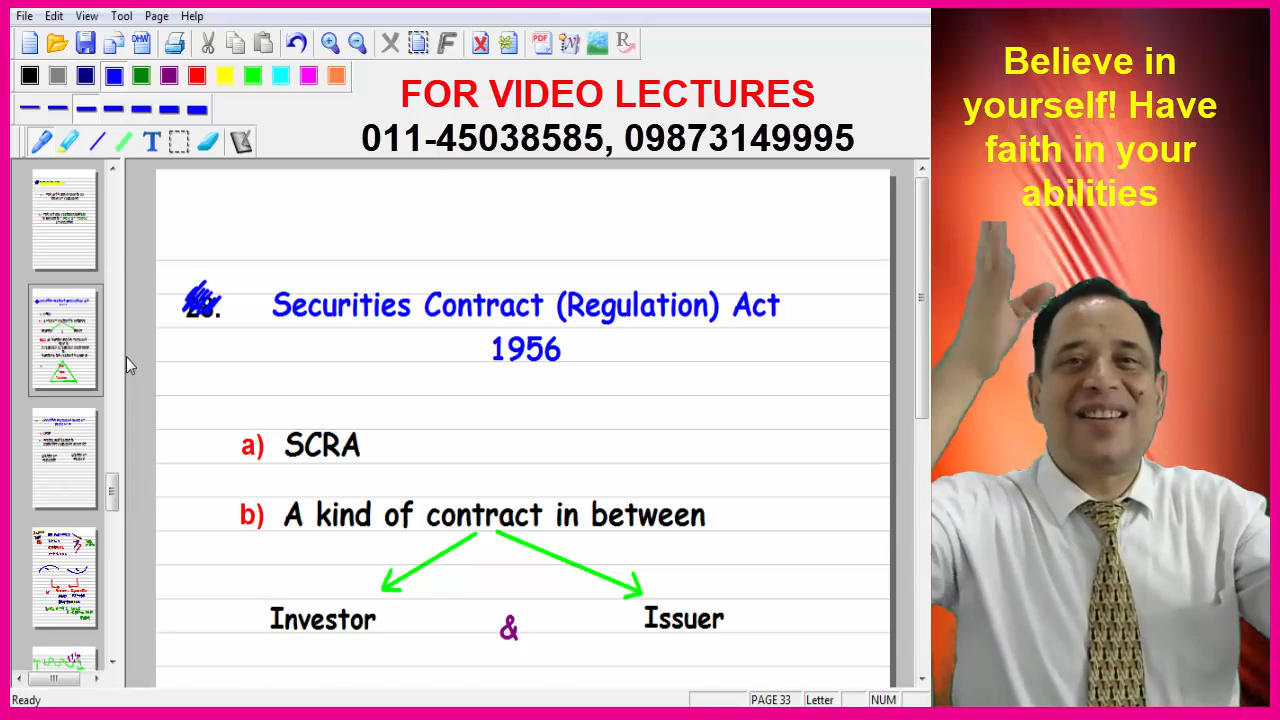 File Edit View Tool Page Help
FOR VIDEO LECTURES
011-45038585, 09873149995
Believe in
yourself! Have
faith in your
abilities
Securities Contract (Regulation) Act
1956
a) SCRA
b) A kind of contract in between
Investor & Issuer
Ready PAGE 33 Letter NUM